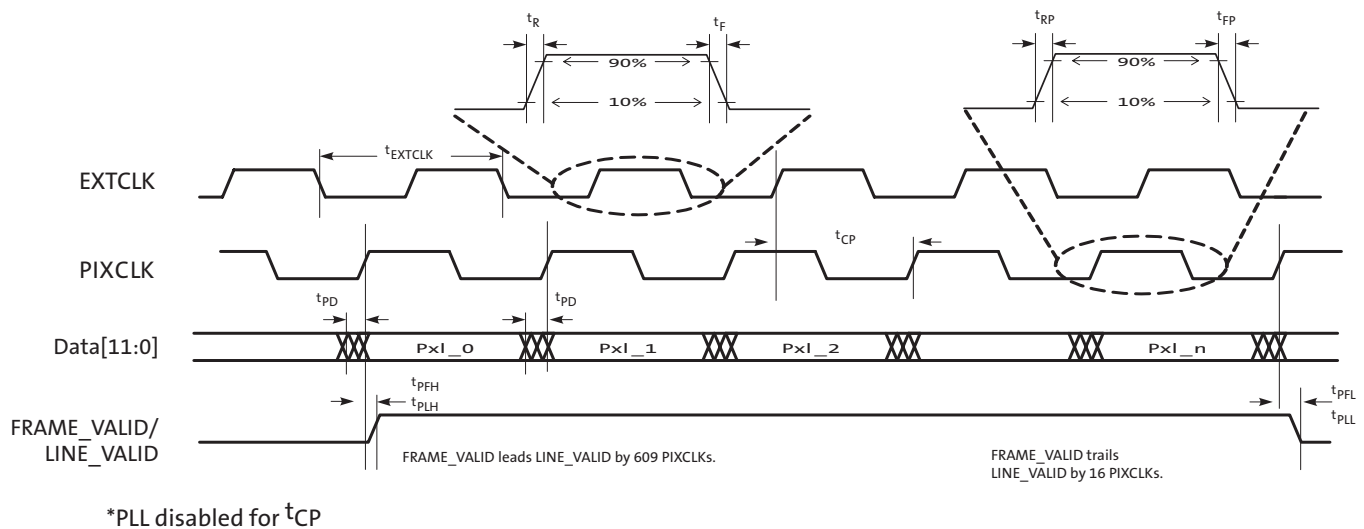 tR
tF
tRP
tFP
90%
90%
10%
10%
tEXTCLK
EXTCLK
tCP
PIXCLK
tPD
tPD
Data[11:0]
Pxl_0
Pxl_1
Pxl_2
Pxl_n
tPFH
tPLH
tPFL
tPLL
FRAME_VALID/
LINE_VALID
FRAME_VALID leads LINE_VALID by 609 PIXCLKs.
FRAME_VALID trails
LINE_VALID by 16 PIXCLKs.
*PLL disabled for tCP